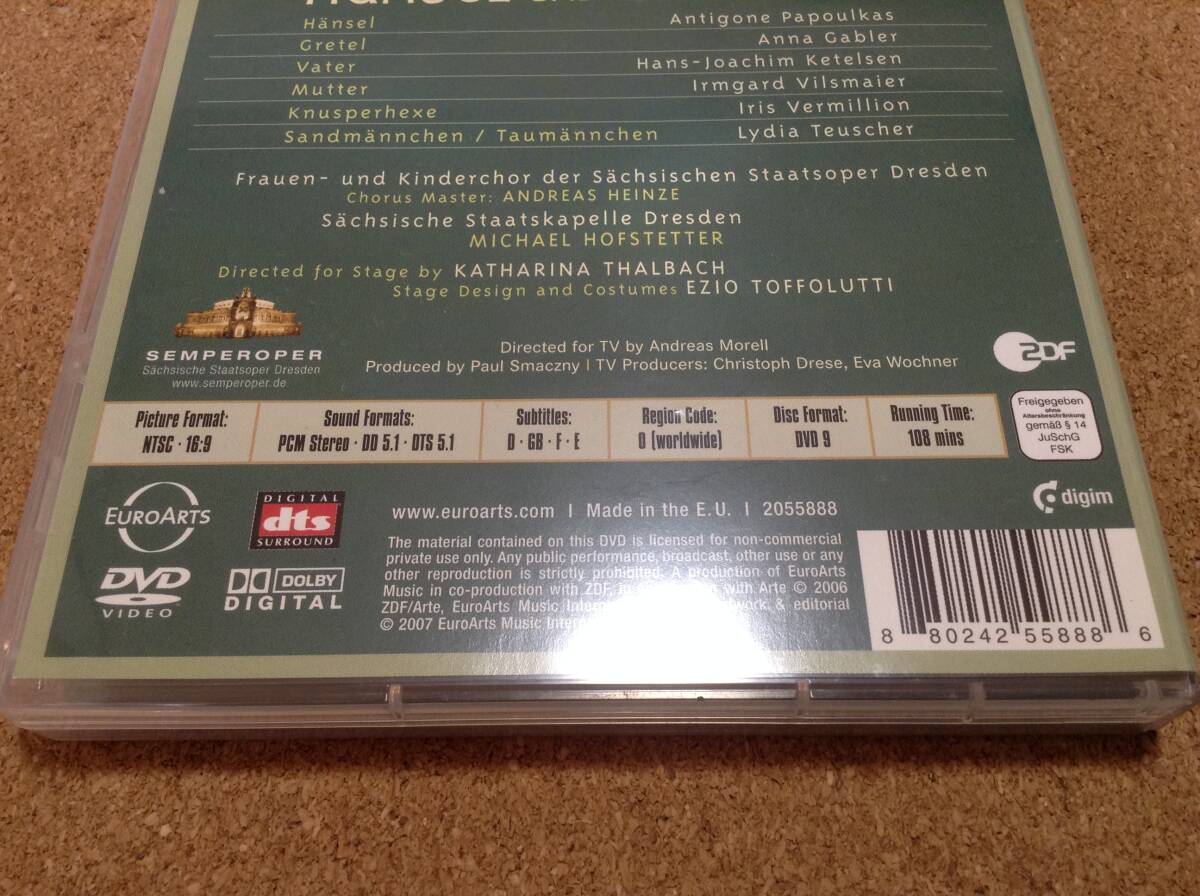 Hänsel Antigone Papoulkas
Gretel Anna Gabler
Vater Hans-Joachim Ketelsen
Mutter Irmgard Vilsmaier
Knusperhexe Iris Vermillion
Sandmännchen / Taumännchen Lydia Teuscher
Frauen- und Kinderchor der Sächsischen Staatsoper Dresden
Chorus Master: ANDREAS HEINZE
Sächsische Staatskapelle Dresden
MICHAEL HOFSTETTER
Directed for Stage by KATHARINA THALBACH
Stage Design and Costumes EZIO TOFFOLUTTI
SEMPEROPER
Sächsische Staatsoper Dresden
www.semperoper.de
Directed for TV by Andreas Morell
Produced by Paul Smaczny | TV Producers: Christoph Drese, Eva Wochner
ZDF
Picture Format: Sound Formats: Subtitles: Region Code: Disc Format: Running Time:
NTSC · 16:9 PCM Stereo · DD 5.1 · DTS 5.1 D · GB · F · E 0 (worldwide) DVD 9 108 mins
Freigegeben
ohne
Altersbeschränkung
gemäß § 14
JuSchG
FSK
EUROARTS
DIGITAL
dts
SURROUND
DVD
VIDEO
DOLBY
DIGITAL
www.euroarts.com | Made in the E.U. | 2055888
digim
The material contained on this DVD is licensed for non-commercial
private use only. Any public performance, broadcast, other use or any
other reproduction is strictly prohibited. A production of EuroArts
Music in co-production with ZDF, with Arte © 2006
ZDF/Arte, EuroArts Music & editorial
© 2007 EuroArts Music
8 80242 55888 6